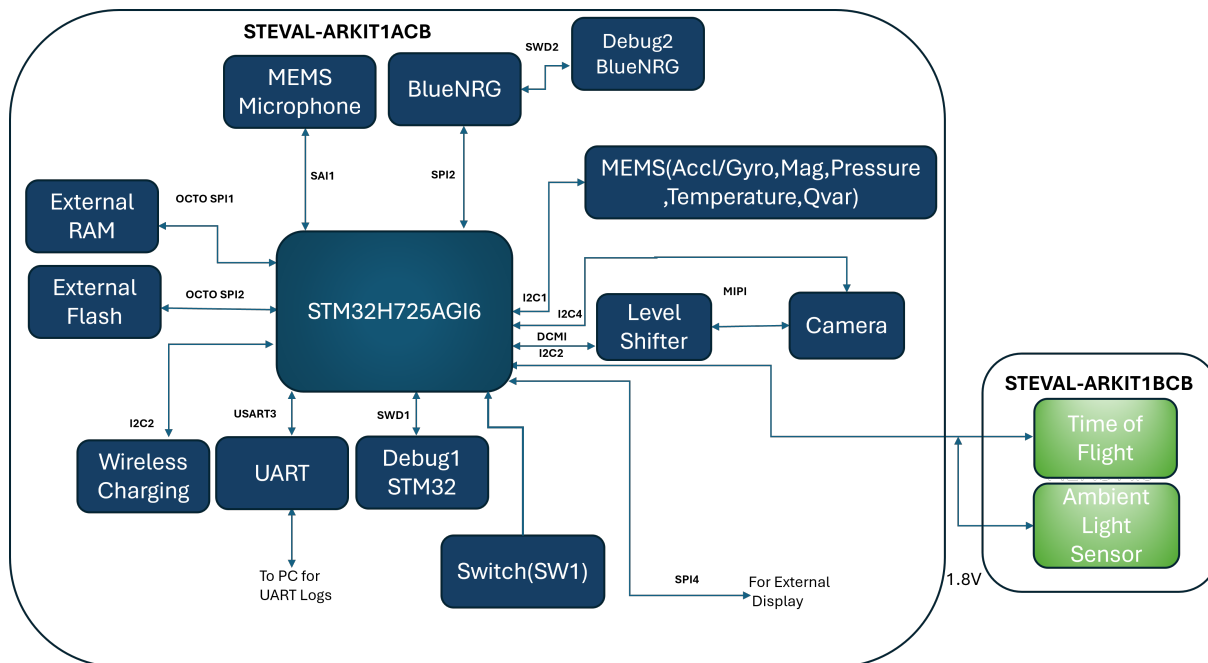 STEVAL-ARKIT1ACB
MEMS
Microphone
BlueNRG
SWD2
Debug2
BlueNRG
SAI1
SPI2
MEMS(Accl/Gyro,Mag,Pressure
,Temperature,Qvar)
External
RAM
OCTO SPI1
External
Flash
OCTO SPI2
STM32H725AGI6
I2C1
I2C4
DCMI
I2C2
Level
Shifter
MIPI
Camera
I2C2
Wireless
Charging
USART3
UART
SWD1
Debug1
STM32
To PC for
UART Logs
Switch(SW1)
SPI4
For External
Display
1.8V
STEVAL-ARKIT1BCB
Time of
Flight
Ambient
Light
Sensor